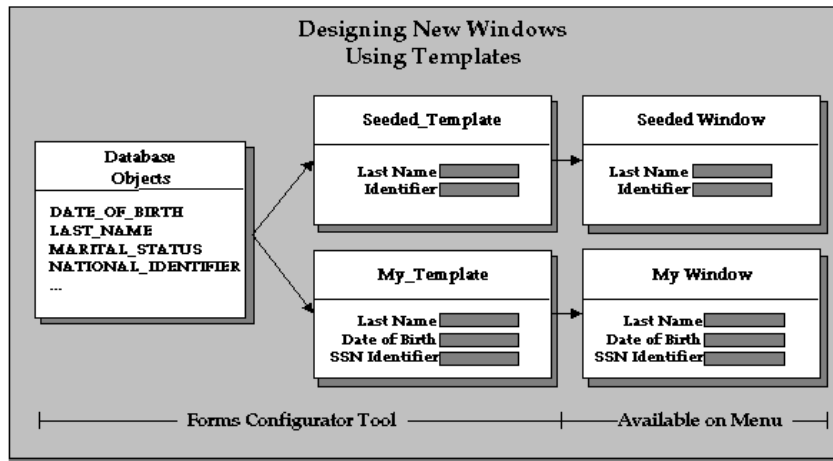 Designing New Windows
Using Templates
Database
Objects
DATE_OF_BIRTH
LAST_NAME
MARITAL_STATUS
NATIONAL_IDENTIFIER
...
Seeded_Template
Last Name
Identifier
Seeded Window
Last Name
Identifier
My_Template
Last Name
Date of Birth
SSN Identifier
My Window
Last Name
Date of Birth
SSN Identifier
Forms Configurator Tool
Available on Menu